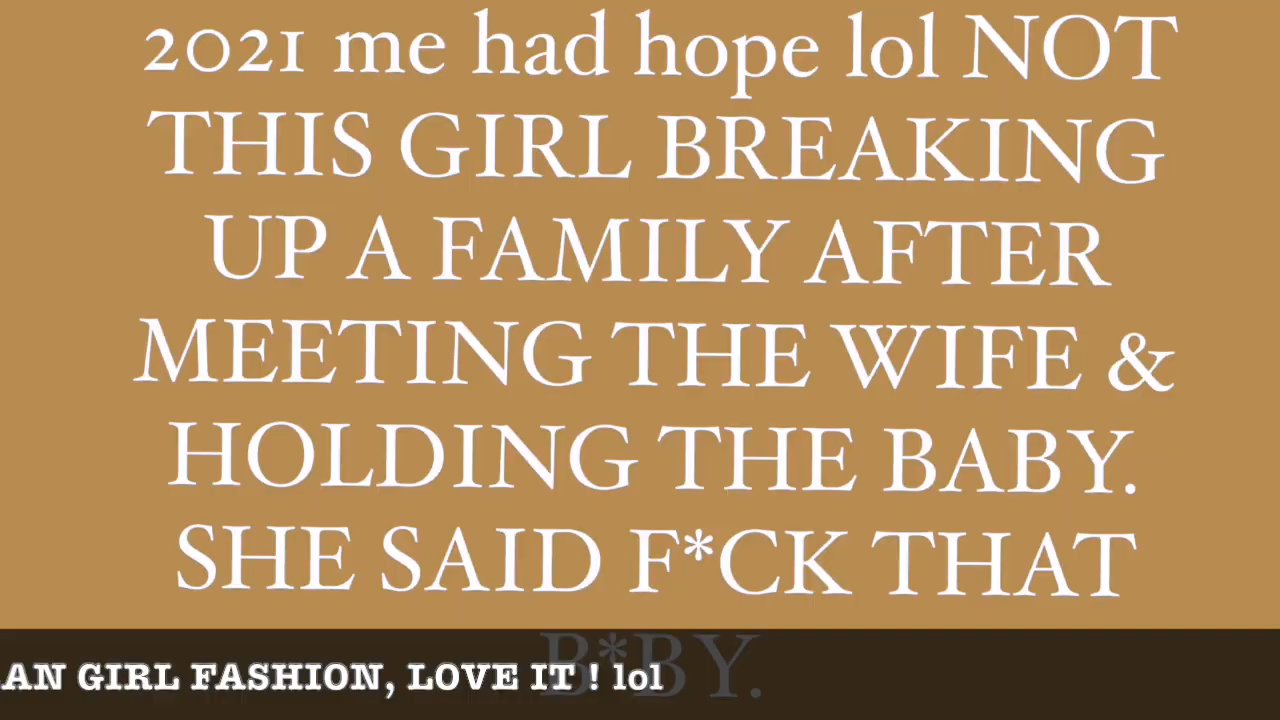 2021 me had hope lol NOT
THIS GIRL BREAKING
UP A FAMILY AFTER
MEETING THE WIFE &
HOLDING THE BABY.
SHE SAID F*CK THAT
B*BY.
AN GIRL FASHION, LOVE IT ! lol